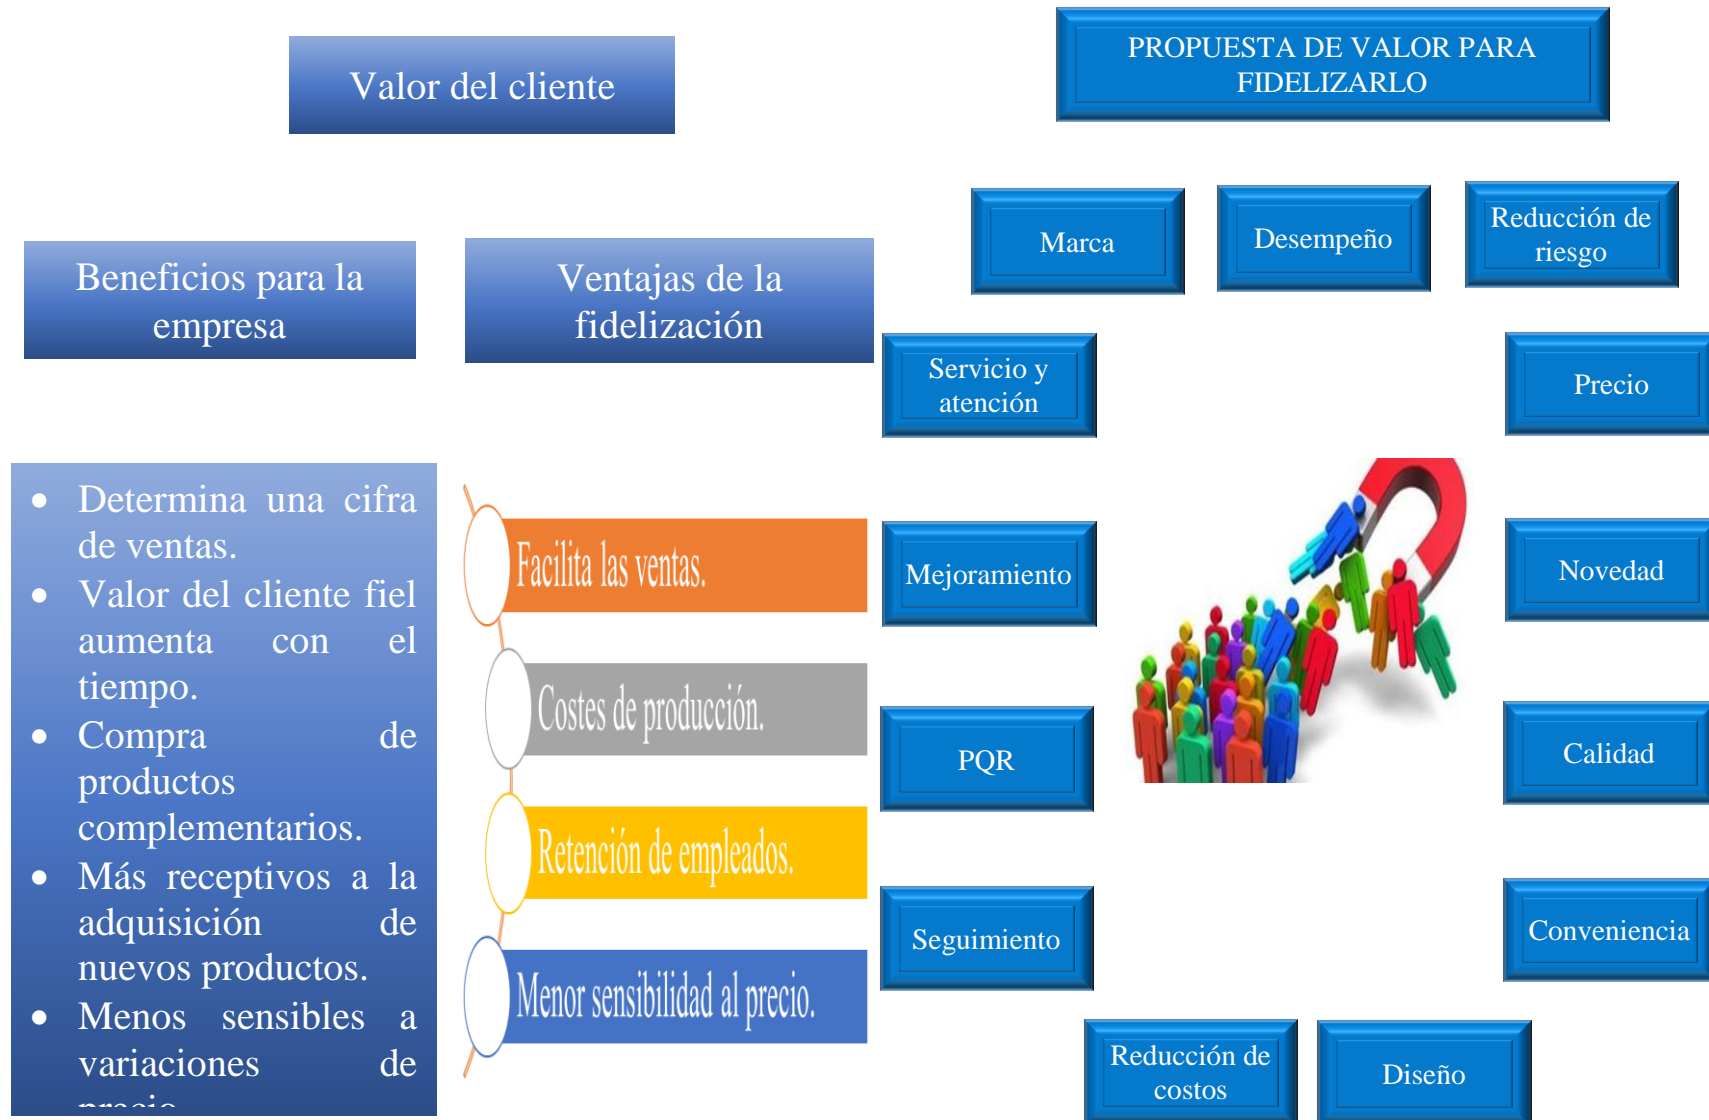 Valor del cliente
Beneficios para la
empresa
Ventajas de la
fidelización
• Determina una cifra
de ventas.
• Valor del cliente fiel
aumenta con el
tiempo.
• Compra de
productos
complementarios.
• Más receptivos a la
adquisición de
nuevos productos.
• Menos sensibles a
variaciones de
precio
Facilita las ventas.
Costes de producción.
Retención de empleados.
Menor sensibilidad al precio.
PROPUESTA DE VALOR PARA
FIDELIZARLO
Marca
Desempeño
Reducción de
riesgo
Servicio y
atención
Precio
Mejoramiento
Novedad
PQR
Calidad
Seguimiento
Conveniencia
Reducción de
costos
Diseño